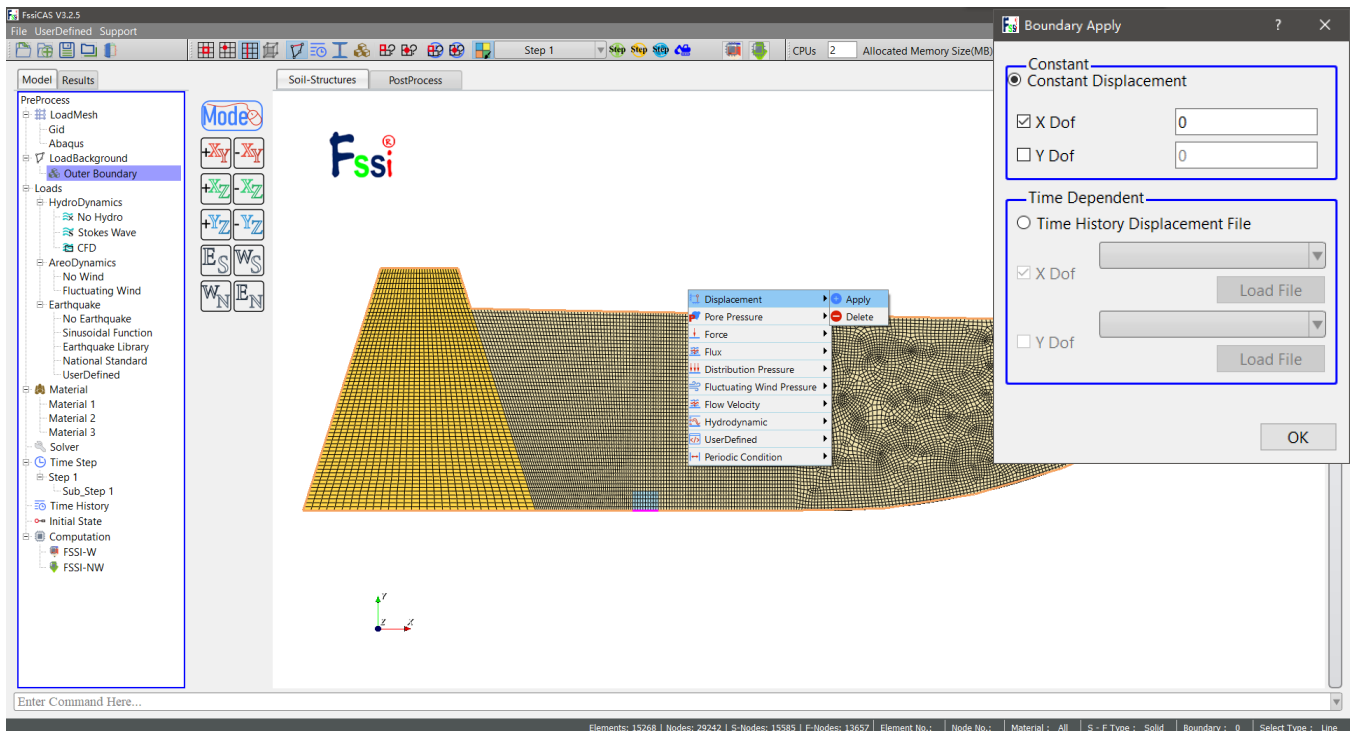 FssiCAS V3.2.5
File UserDefined Support
Step 1
Step Step Step
CPUs 2 Allocated Memory Size(MB)
Model Results
Soil-Structures PostProcess
PreProcess
LoadMesh
Gid
Abaqus
LoadBackground
Outer Boundary
Loads
HydroDynamics
No Hydro
Stokes Wave
CFD
AreoDynamics
No Wind
Fluctuating Wind
Earthquake
No Earthquake
Sinusoidal Function
Earthquake Library
National Standard
UserDefined
Material
Material 1
Material 2
Material 3
Solver
Time Step
Step 1
Sub_Step 1
Time History
Initial State
Computation
FSSI-W
FSSI-NW
Mode
+XY -XY
+XZ -XZ
+YZ -YZ
ES WS
WN EN
Fssi®
Displacement
Pore Pressure
Force
Flux
Distribution Pressure
Fluctuating Wind Pressure
Flow Velocity
Hydrodynamic
UserDefined
Periodic Condition
Apply
Delete
Y
Z X
Boundary Apply ? ×
Constant
Constant Displacement
X Dof 0
Y Dof 0
Time Dependent
Time History Displacement File
X Dof
Load File
Y Dof
Load File
OK
Enter Command Here...
Elements: 15268 | Nodes: 29242 | S-Nodes: 15585 | F-Nodes: 13657 | Element No.: | Node No.: | Material : All | S - F Type : Solid | Boundary : 0 | Select Type : Line